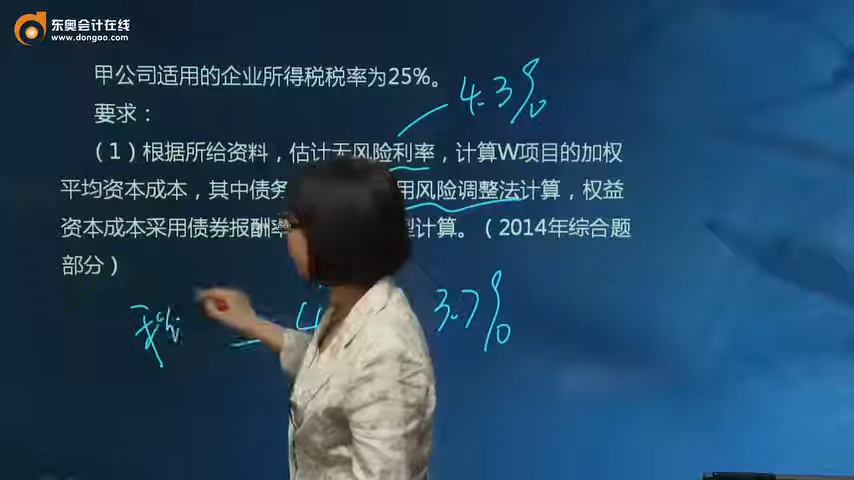 东奥会计在线
www.dongao.com
甲公司适用的企业所得税税率为25%。
4.3%
要求：
（1）根据所给资料，估计无风险利率，计算W项目的加权
平均资本成本，其中债务 用风险调整法计算，权益
资本成本采用债券报酬率 型计算。（2014年综合题
部分）
4 3.7%